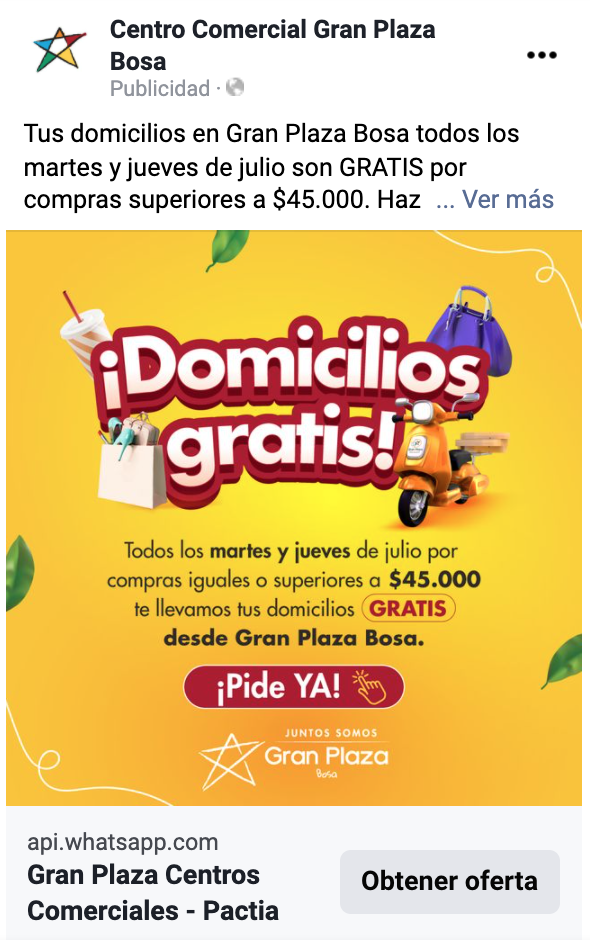 Centro Comercial Gran Plaza
Bosa
Publicidad ·
Tus domicilios en Gran Plaza Bosa todos los
martes y jueves de julio son GRATIS por
compras superiores a $45.000. Haz ... Ver más
¡Domicilios
gratis!
Todos los martes y jueves de julio por
compras iguales o superiores a $45.000
te llevamos tus domicilios GRATIS
desde Gran Plaza Bosa.
¡Pide YA!
JUNTOS SOMOS
Gran Plaza
Bosa
api.whatsapp.com
Gran Plaza Centros
Comerciales - Pactia
Obtener oferta